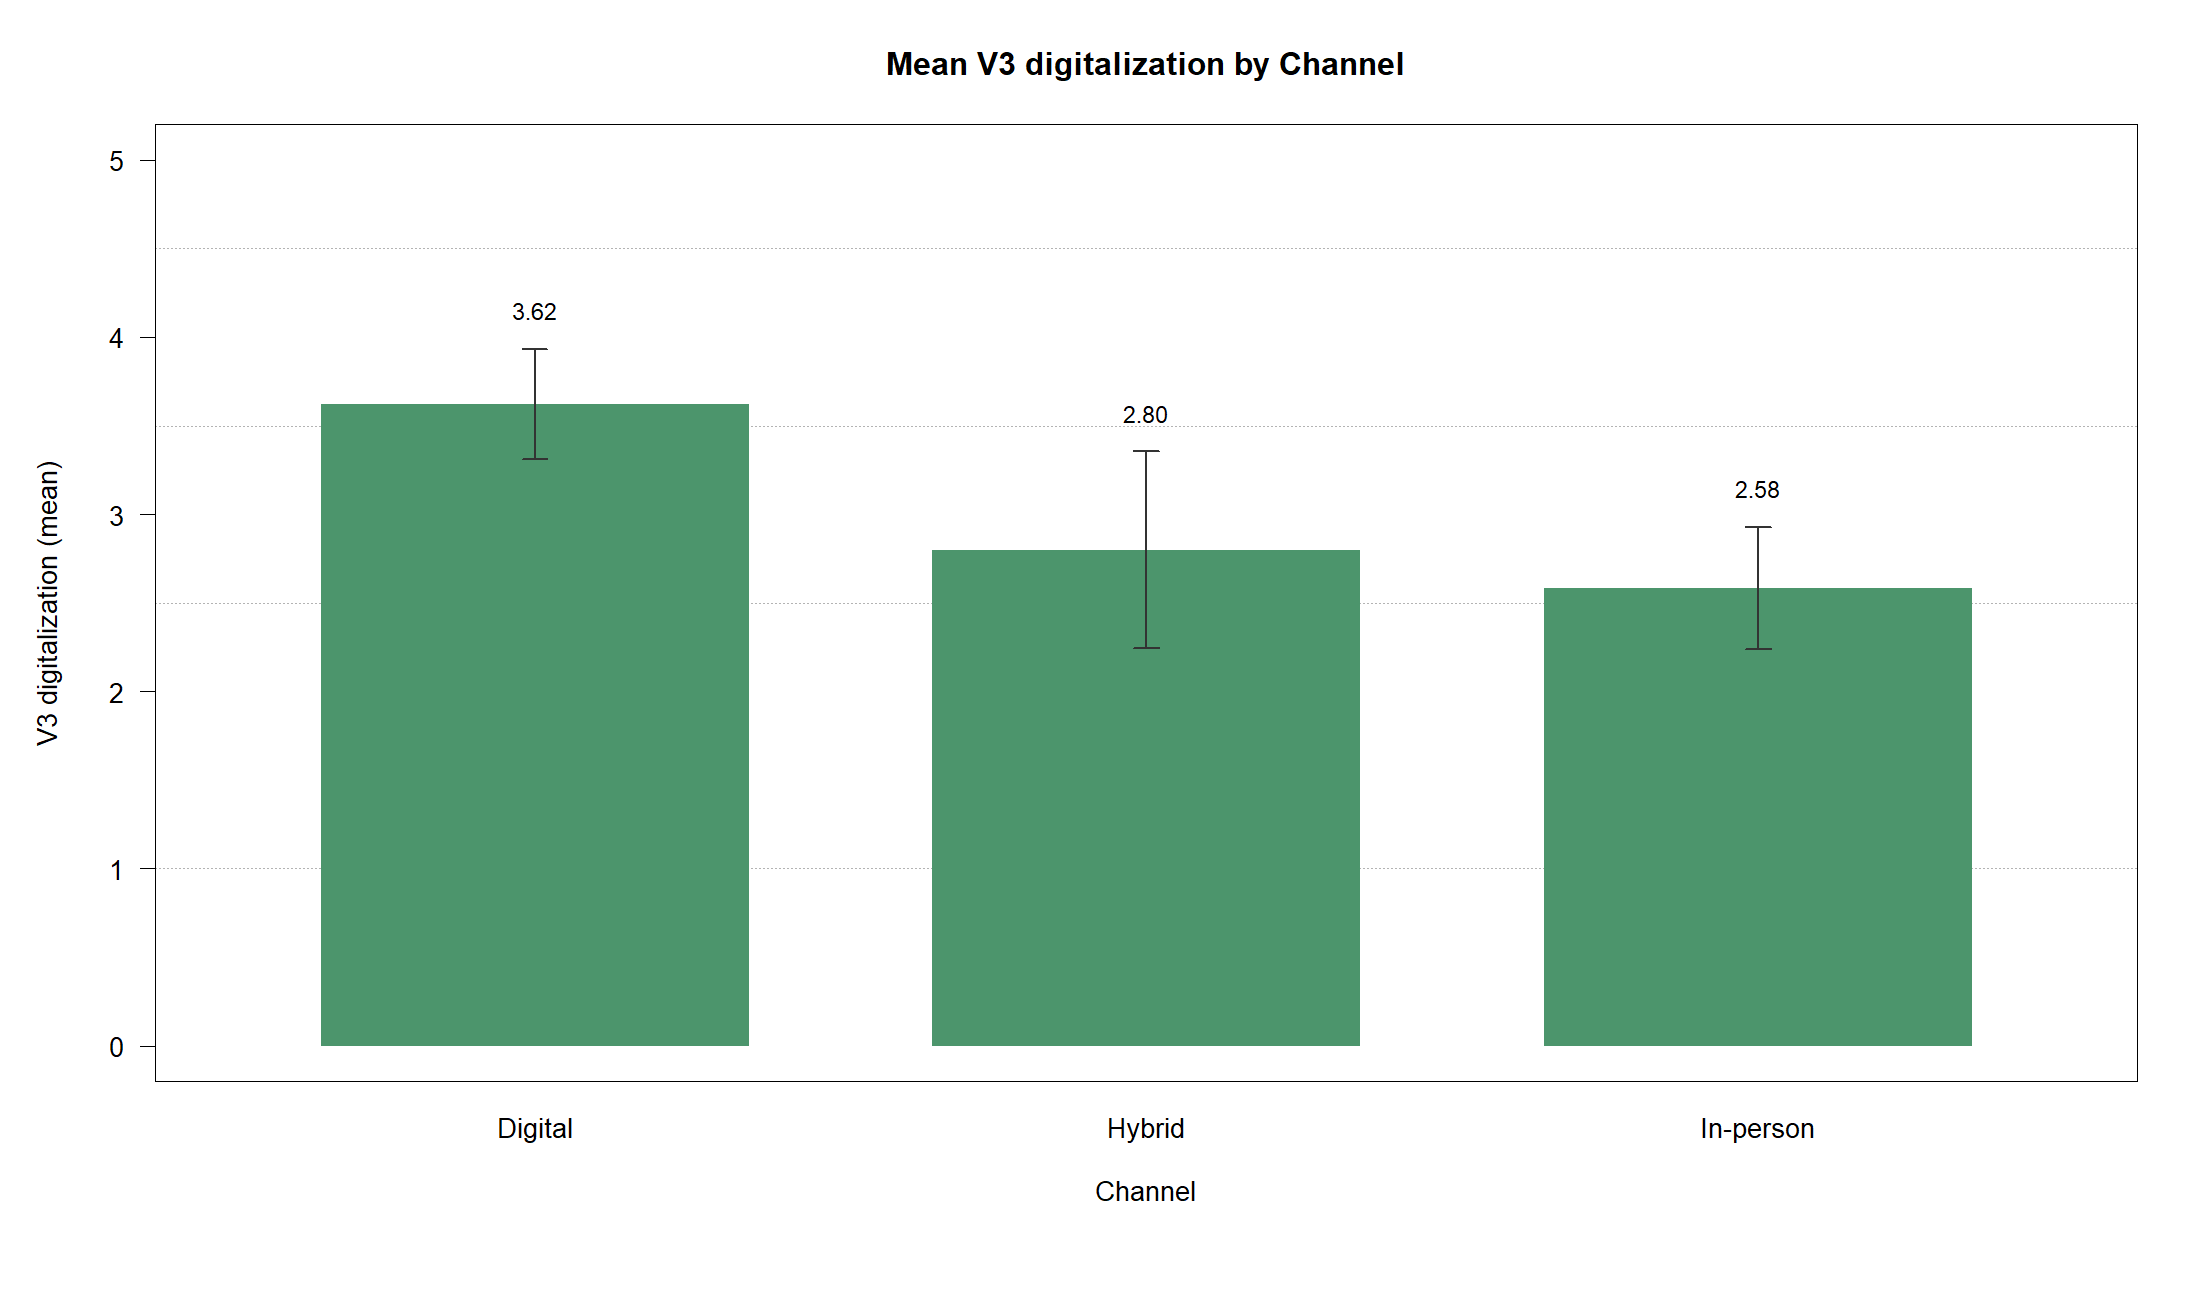 Mean V3 digitalization by Channel
V3 digitalization (mean)
5
4
3
2
1
0
3.62
2.80
2.58
Digital
Hybrid
In-person
Channel